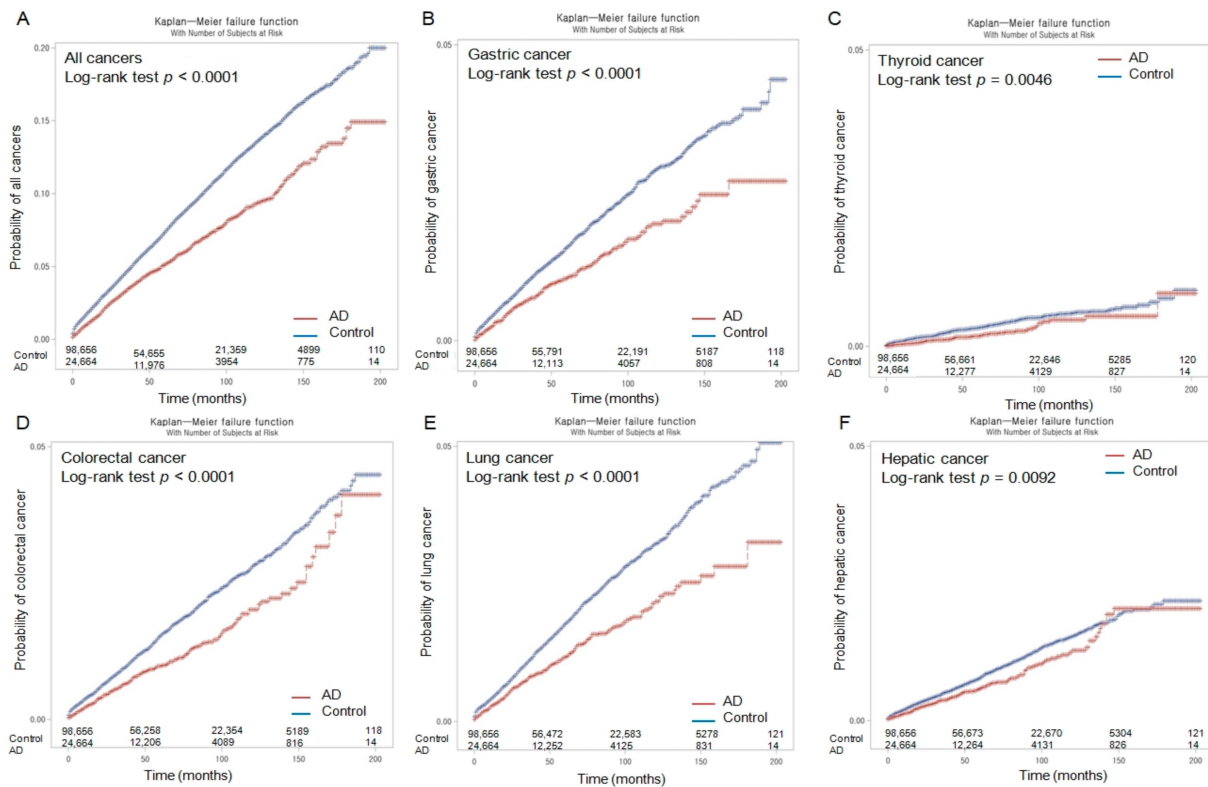 A
Kaplan—Meier failure function
With Number of Subjects at Risk
All cancers
Log-rank test p < 0.0001
Probability of all cancers
0.20
0.15
0.10
0.05
0.00
AD
Control
Control 98,656 54,655 21,359 4899 110
AD 24,664 11,976 3954 775 14
0 50 100 150 200
Time (months)
B
Kaplan—Meier failure function
With Number of Subjects at Risk
Gastric cancer
Log-rank test p < 0.0001
Probability of gastric cancer
0.05
0.00
AD
Control
Control 98,656 55,791 22,191 5187 118
AD 24,664 12,113 4057 808 14
0 50 100 150 200
Time (months)
C
Kaplan—Meier failure function
With Number of Subjects at Risk
Thyroid cancer
Log-rank test p = 0.0046
AD
Control
Probability of thyroid cancer
0.05
0.00
Control 98,656 56,661 22,646 5285 120
AD 24,664 12,277 4129 827 14
0 50 100 150 200
Time (months)
D
Kaplan—Meier failure function
With Number of Subjects at Risk
Colorectal cancer
Log-rank test p < 0.0001
Probability of colorectal cancer
0.05
0.00
AD
Control
Control 98,656 56,258 22,354 5189 118
AD 24,664 12,206 4089 816 14
0 50 100 150 200
Time (months)
E
Kaplan—Meier failure function
With Number of Subjects at Risk
Lung cancer
Log-rank test p < 0.0001
Probability of lung cancer
0.05
0.00
AD
Control
Control 98,656 56,472 22,583 5278 121
AD 24,664 12,252 4125 831 14
0 50 100 150 200
Time (months)
F
Kaplan—Meier failure function
With Number of Subjects at Risk
Hepatic cancer
Log-rank test p = 0.0092
AD
Control
Probability of hepatic cancer
0.05
0.00
Control 98,656 56,673 22,670 5304 121
AD 24,664 12,264 4131 826 14
0 50 100 150 200
Time (months)